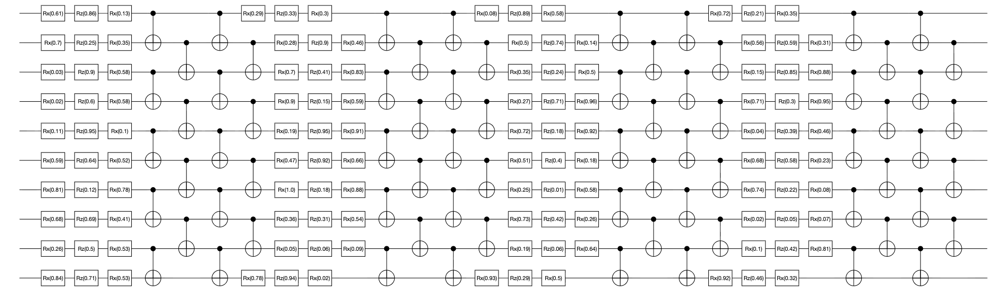 Rx(0.61) Rz(0.86) Rx(0.13) Rx(0.29) Rz(0.33) Rx(0.3) Rx(0.08) Rz(0.89) Rx(0.58) Rx(0.72) Rz(0.21) Rx(0.35)
Rx(0.7) Rz(0.25) Rx(0.35) Rx(0.28) Rz(0.9) Rx(0.46) Rx(0.5) Rz(0.74) Rx(0.14) Rx(0.56) Rz(0.59) Rx(0.31)
Rx(0.03) Rz(0.9) Rx(0.58) Rx(0.7) Rz(0.41) Rx(0.83) Rx(0.35) Rz(0.24) Rx(0.5) Rx(0.15) Rz(0.85) Rx(0.88)
Rx(0.02) Rz(0.6) Rx(0.58) Rx(0.9) Rz(0.15) Rx(0.59) Rx(0.27) Rz(0.71) Rx(0.96) Rx(0.71) Rz(0.3) Rx(0.95)
Rx(0.11) Rz(0.95) Rx(0.1) Rx(0.19) Rz(0.95) Rx(0.91) Rx(0.72) Rz(0.18) Rx(0.92) Rx(0.04) Rz(0.39) Rx(0.46)
Rx(0.59) Rz(0.64) Rx(0.52) Rx(0.47) Rz(0.92) Rx(0.66) Rx(0.51) Rz(0.4) Rx(0.18) Rx(0.68) Rz(0.58) Rx(0.23)
Rx(0.81) Rz(0.12) Rx(0.78) Rx(1.0) Rz(0.18) Rx(0.88) Rx(0.25) Rz(0.01) Rx(0.58) Rx(0.74) Rz(0.22) Rx(0.08)
Rx(0.68) Rz(0.69) Rx(0.41) Rx(0.36) Rz(0.31) Rx(0.54) Rx(0.73) Rz(0.42) Rx(0.26) Rx(0.02) Rz(0.05) Rx(0.07)
Rx(0.26) Rz(0.5) Rx(0.53) Rx(0.05) Rz(0.06) Rx(0.09) Rx(0.19) Rz(0.06) Rx(0.64) Rx(0.1) Rz(0.42) Rx(0.81)
Rx(0.84) Rz(0.71) Rx(0.53) Rx(0.78) Rz(0.94) Rx(0.02) Rx(0.93) Rz(0.29) Rx(0.5) Rx(0.92) Rz(0.46) Rx(0.32)